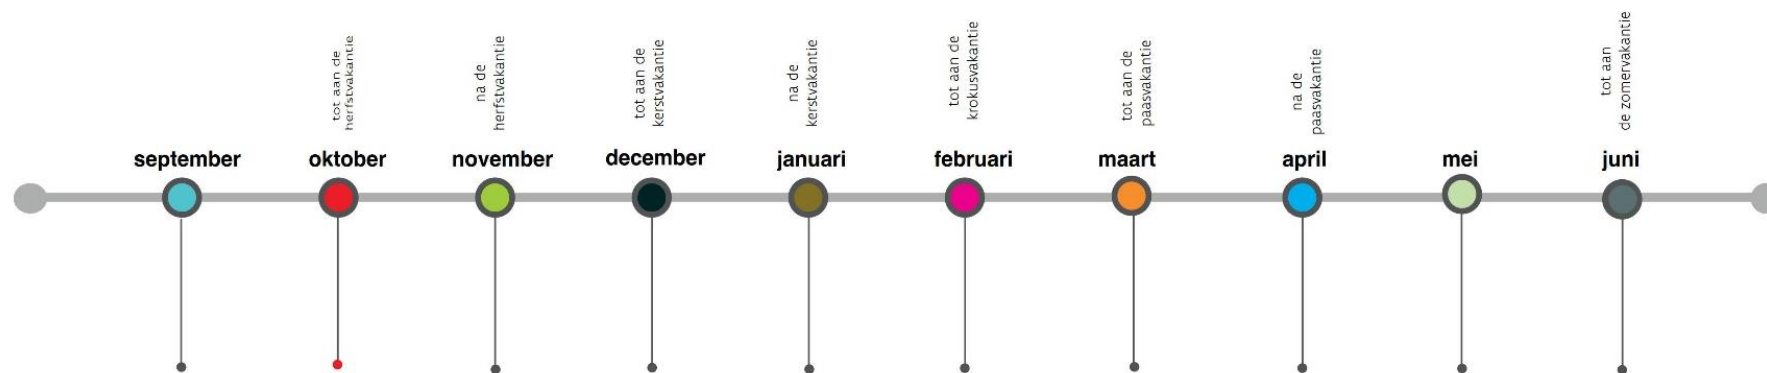 tot aan de
herfstvakantie
na de
herfstvakantie
tot aan de
kerstvakantie
na de
kerstvakantie
tot aan de
krokusvakantie
tot aan de
paasvakantie
na de
paasvakantie
tot aan
de zomervakantie
september
oktober
november
december
januari
februari
maart
april
mei
juni